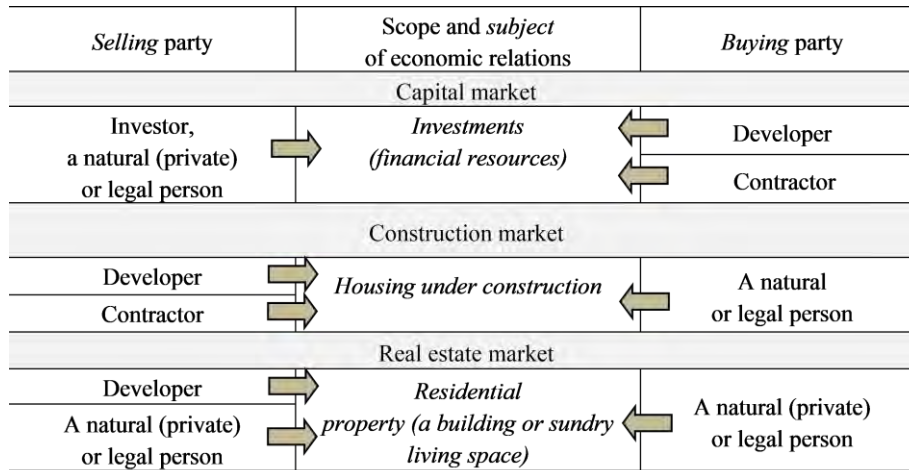 Selling party
Scope and subject
of economic relations
Buying party
Capital market
Investor,
a natural (private)
or legal person
Investments
(financial resources)
Developer
Contractor
Construction market
Developer
Contractor
Housing under construction
A natural
or legal person
Real estate market
Developer
A natural (private)
or legal person
Residential
property (a building or sundry
living space)
A natural (private)
or legal person